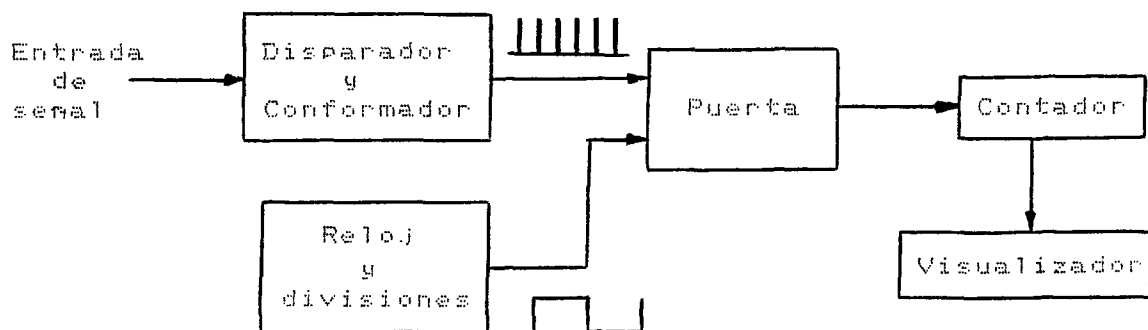 Entrada
de
señal
Disparador
y
Conformador
Puerta
Contador
Reloj
y
divisiones
Visualizador